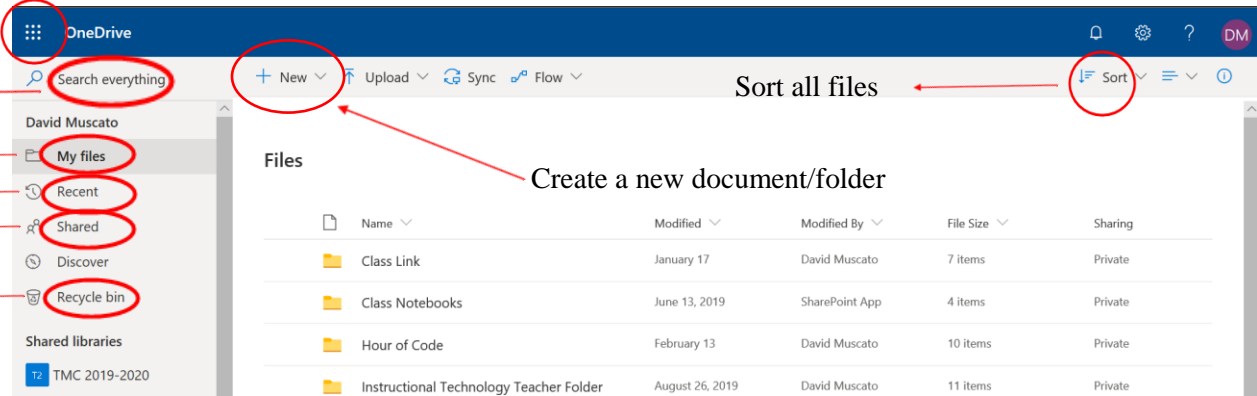 OneDrive
DM
Search everything
New Upload Sync Flow
Sort all files
Sort
David Muscato
My files
Files
Create a new document/folder
Recent
Shared
Name Modified Modified By File Size Sharing
Discover
Class Link January 17 David Muscato 7 items Private
Recycle bin
Class Notebooks June 13, 2019 SharePoint App 4 items Private
Shared libraries
Hour of Code February 13 David Muscato 10 items Private
T2 TMC 2019-2020
Instructional Technology Teacher Folder August 26, 2019 David Muscato 11 items Private